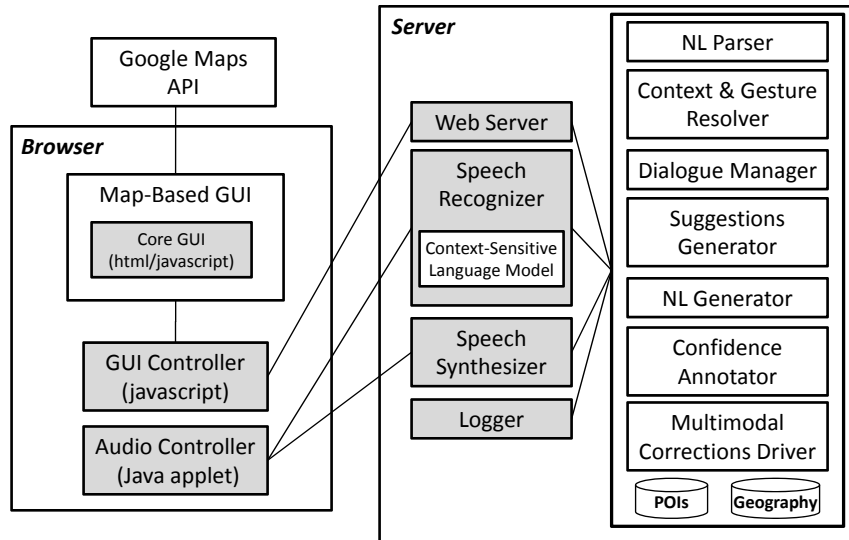 Google Maps
API
Browser
Map-Based GUI
Core GUI
(html/javascript)
GUI Controller
(javascript)
Audio Controller
(Java applet)
Server
Web Server
Speech
Recognizer
Context-Sensitive
Language Model
Speech
Synthesizer
Logger
NL Parser
Context & Gesture
Resolver
Dialogue Manager
Suggestions
Generator
NL Generator
Confidence
Annotator
Multimodal
Corrections Driver
POIs
Geography